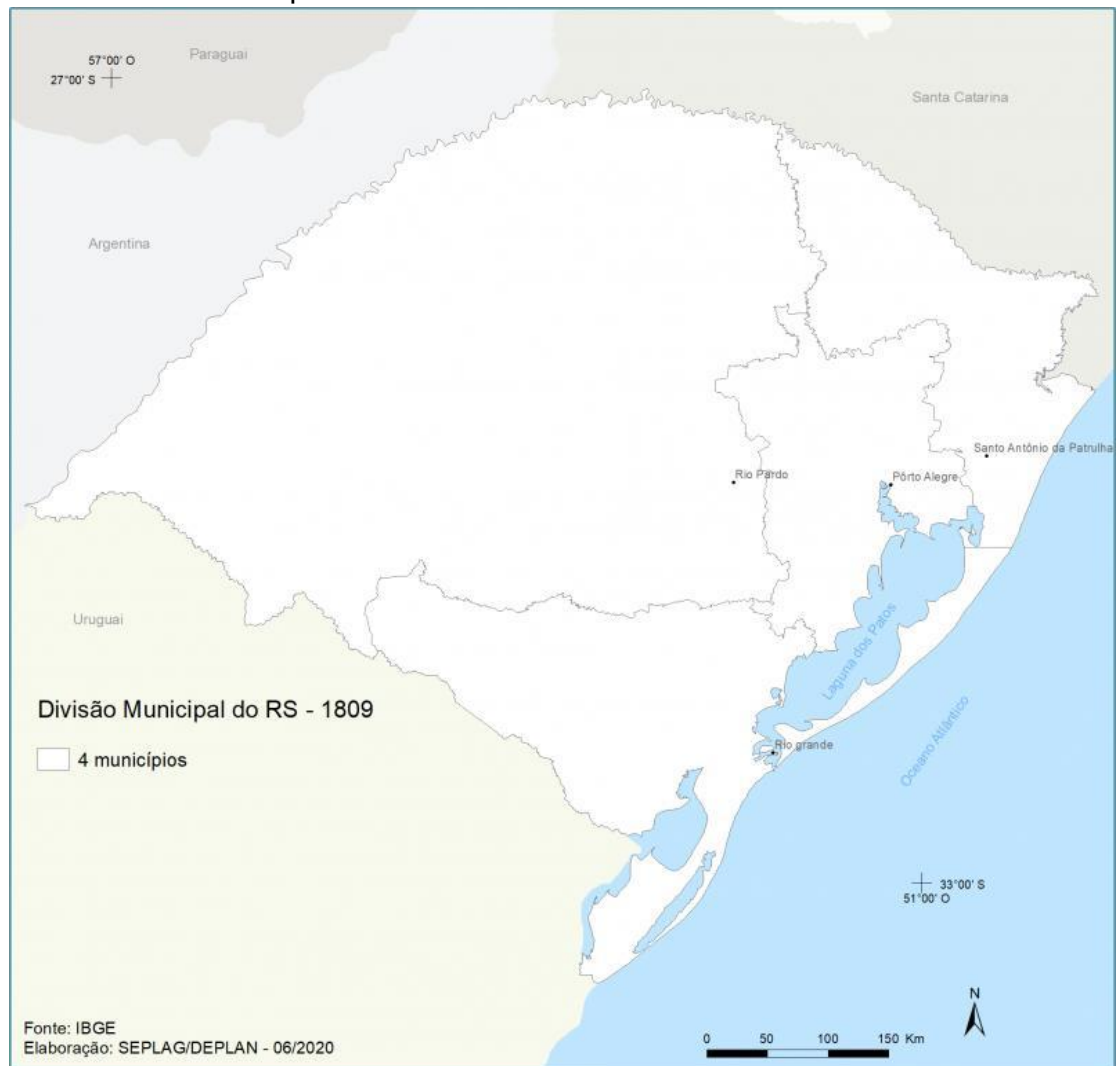 Paraguai
57°00' O
27°00' S
Santa Catarina
Argentina
Santo Antônio da Patrulha
Rio Pardo
Pôrto Alegre
Uruguai
Laguna dos Patos
Divisão Municipal do RS - 1809
4 municípios
Rio grande
Oceano Atlântico
33°00' S
51°00' O
N
Fonte: IBGE
Elaboração: SEPLAG/DEPLAN - 06/2020
0 50 100 150 Km